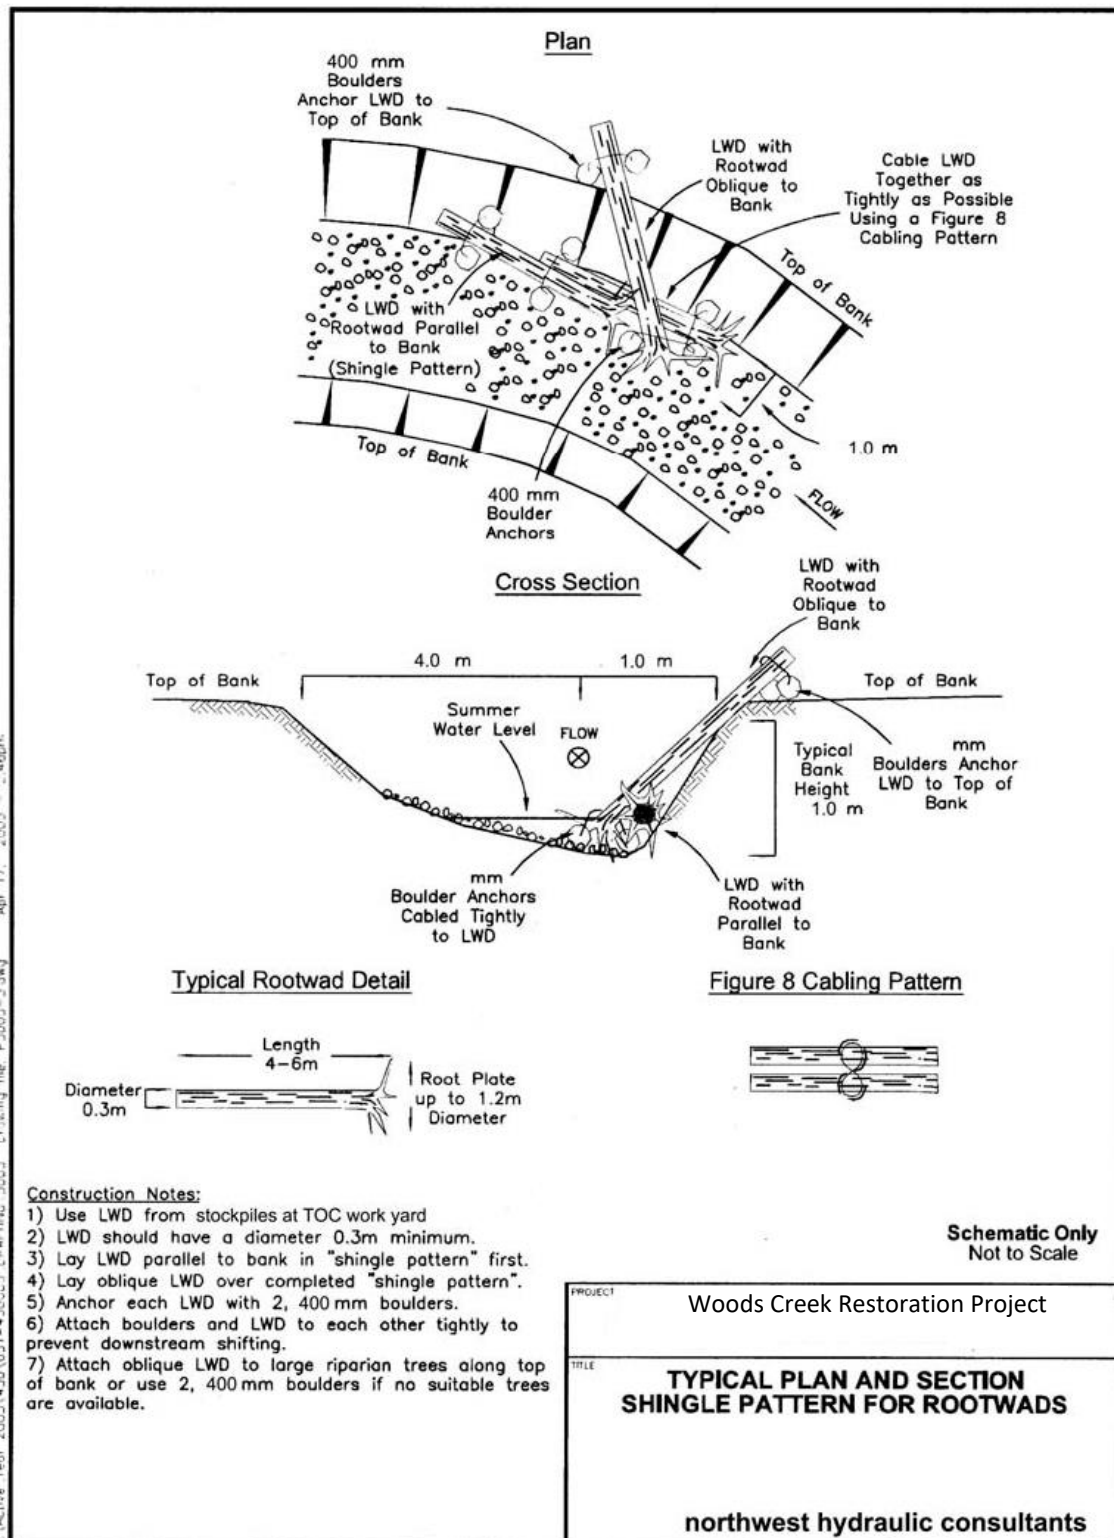 Plan
400 mm
Boulders
Anchor LWD to
Top of Bank
LWD with
Rootwad
Oblique to
Bank
Cable LWD
Together as
Tightly as Possible
Using a Figure 8
Cabling Pattern
Top of Bank
LWD with
Rootwad Parallel
to Bank
(Shingle Pattern)
Top of Bank
1.0 m
400 mm
Boulder
Anchors
FLOW
Cross Section
LWD with
Rootwad
Oblique to
Bank
4.0 m
1.0 m
Top of Bank
Top of Bank
Summer
Water Level
FLOW
Typical
Bank
Height
1.0 m
mm
Boulders Anchor
LWD to Top of
Bank
mm
Boulder Anchors
Cabled Tightly
to LWD
LWD with
Rootwad
Parallel to
Bank
Typical Rootwad Detail
Length
4-6m
Diameter
0.3m
Root Plate
up to 1.2m
Diameter
Figure 8 Cabling Pattern
Construction Notes:
1) Use LWD from stockpiles at TOC work yard
2) LWD should have a diameter 0.3m minimum.
3) Lay LWD parallel to bank in "shingle pattern" first.
4) Lay oblique LWD over completed "shingle pattern".
5) Anchor each LWD with 2, 400 mm boulders.
6) Attach boulders and LWD to each other tightly to
prevent downstream shifting.
7) Attach oblique LWD to large riparian trees along top
of bank or use 2, 400 mm boulders if no suitable trees
are available.
Schematic Only
Not to Scale
PROJECT
Woods Creek Restoration Project
TITLE
TYPICAL PLAN AND SECTION
SHINGLE PATTERN FOR ROOTWADS
northwest hydraulic consultants